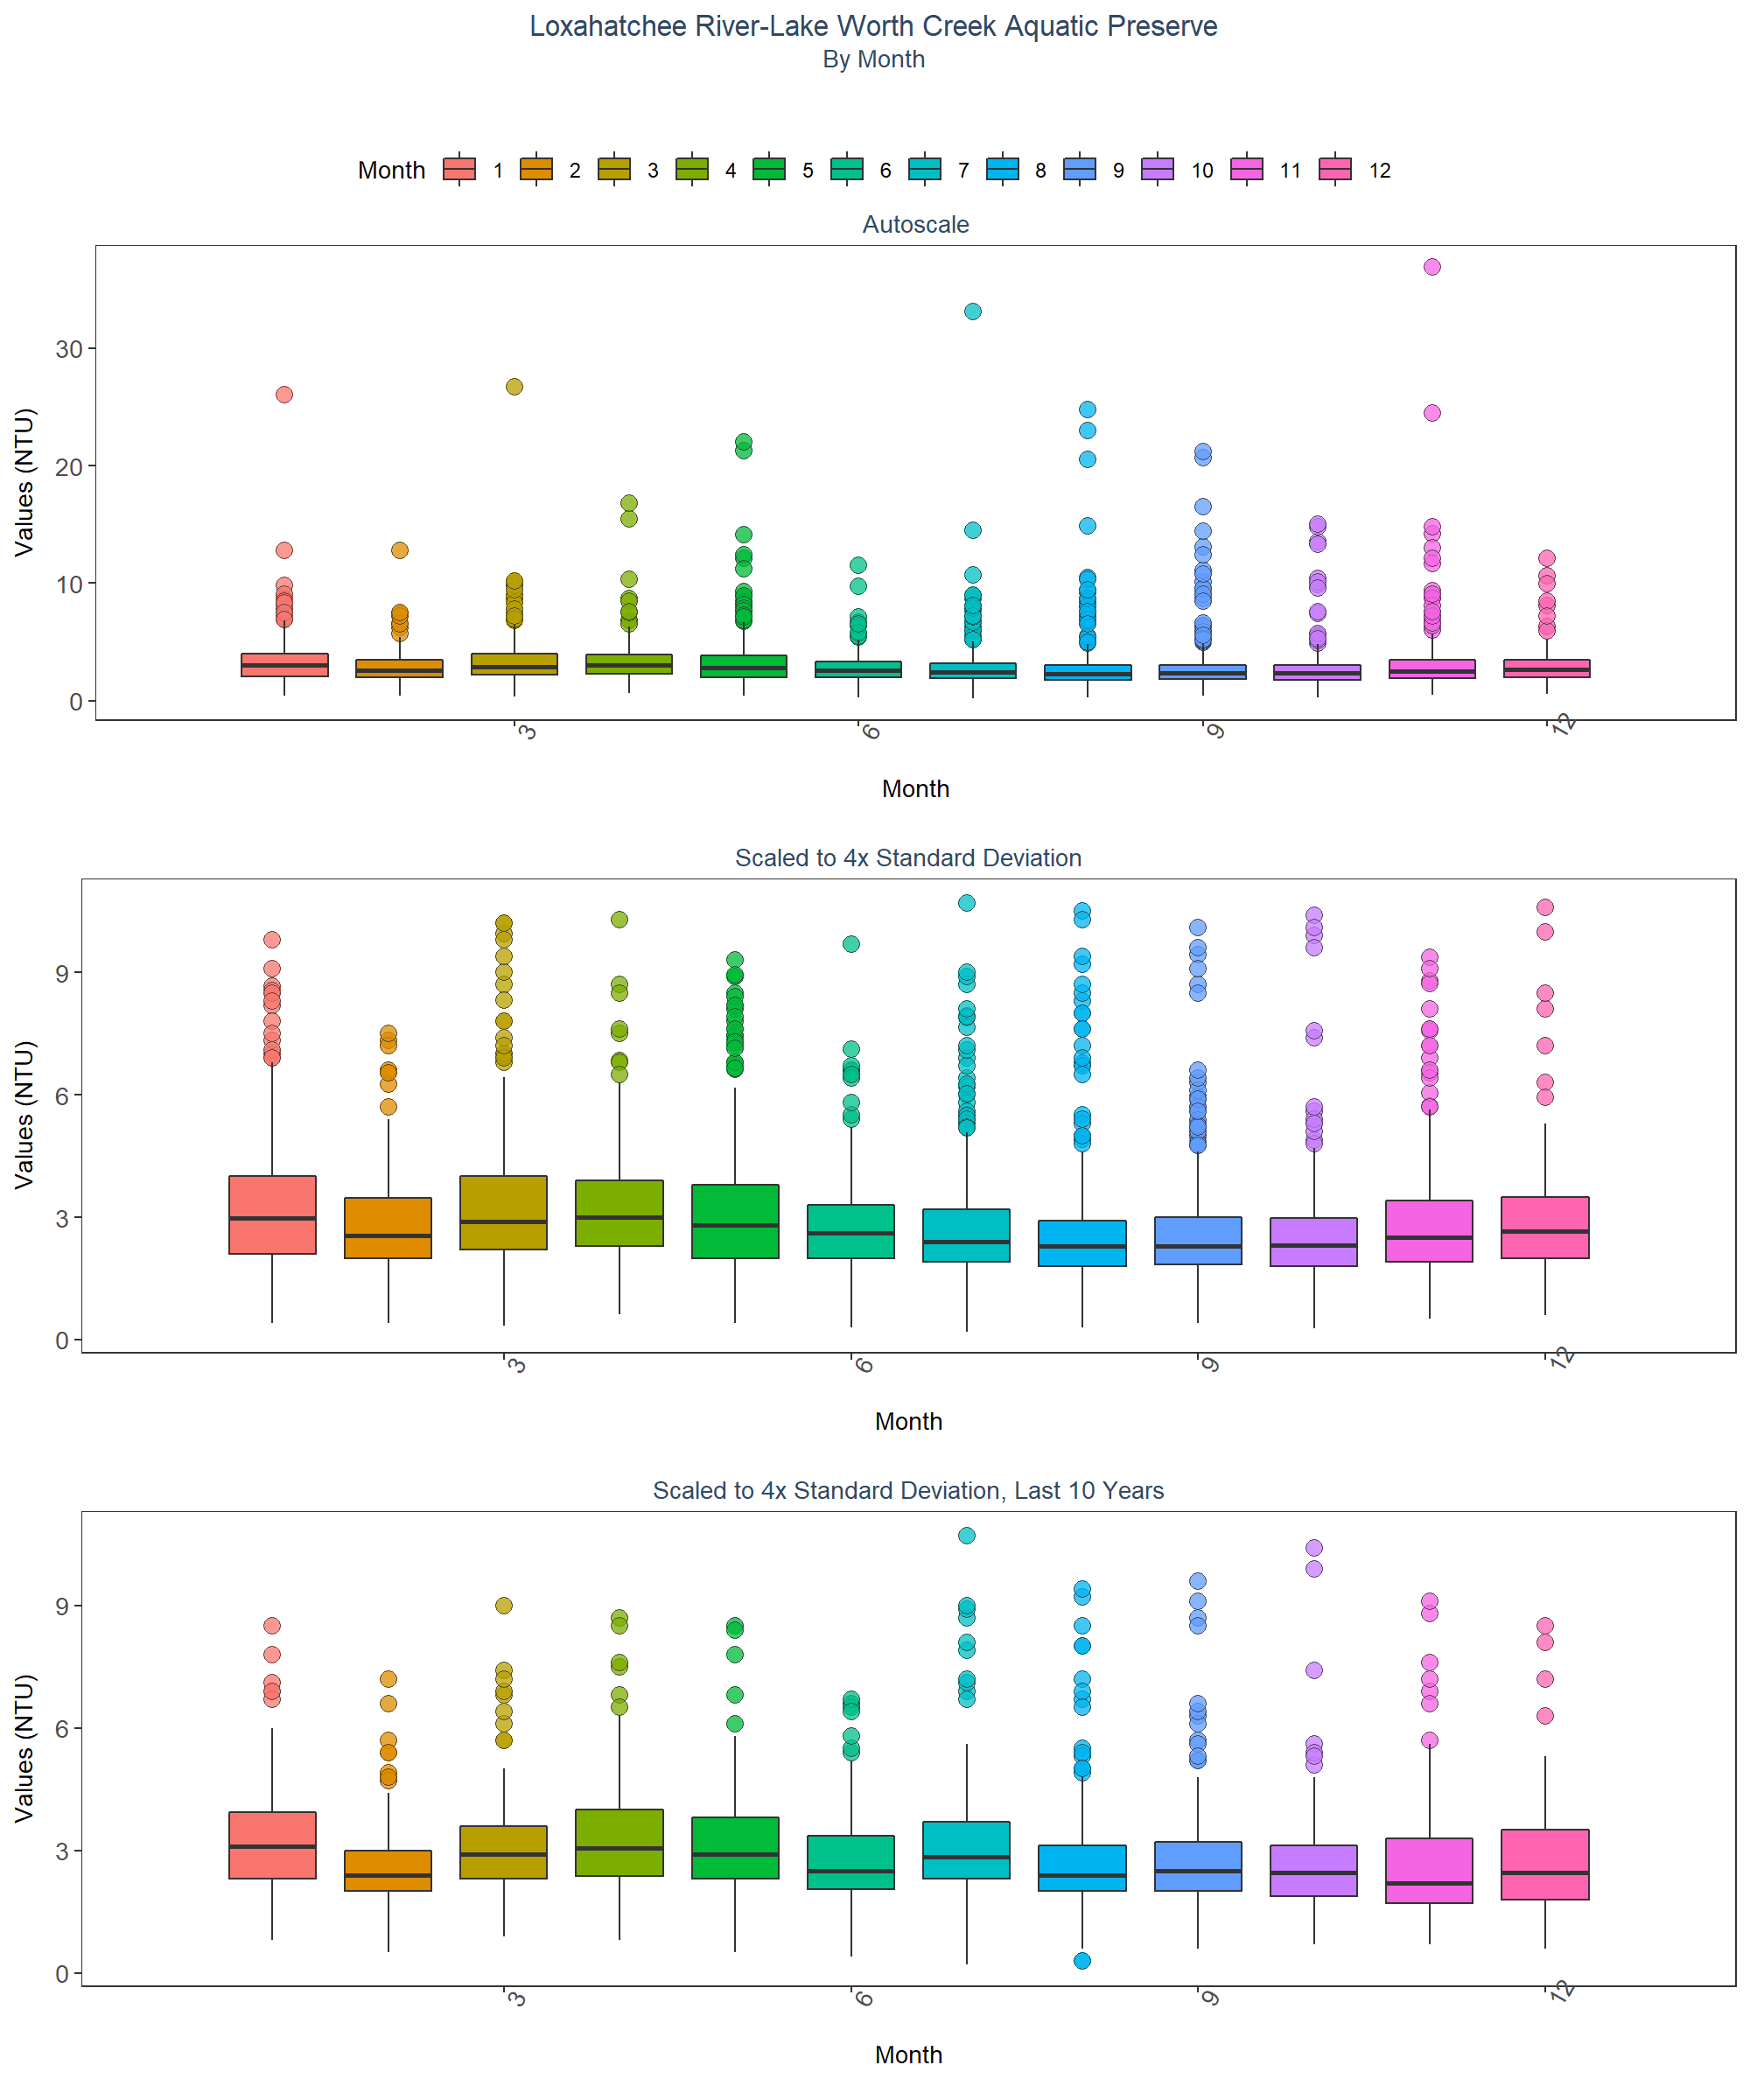 Loxahatchee River-Lake Worth Creek Aquatic Preserve
By Month
Month 1 2 3 4 5 6 7 8 9 10 11 12
Autoscale
Values (NTU)
30
20
10
0
3 6 9 12
Month
Scaled to 4x Standard Deviation
Values (NTU)
9
6
3
0
3 6 9 12
Month
Scaled to 4x Standard Deviation, Last 10 Years
Values (NTU)
9
6
3
0
3 6 9 12
Month